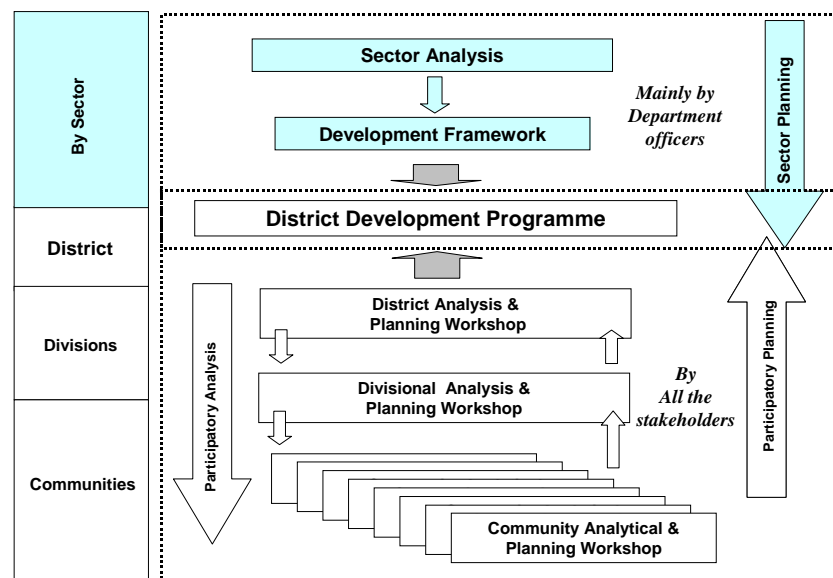 By Sector
Sector Analysis
Development Framework
Mainly by
Department
officers
Sector Planning
District
District Development Programme
Divisions
Communities
Participatory Analysis
District Analysis &
Planning Workshop
Divisional Analysis &
Planning Workshop
Community Analytical &
Planning Workshop
By
All the
stakeholders
Participatory Planning